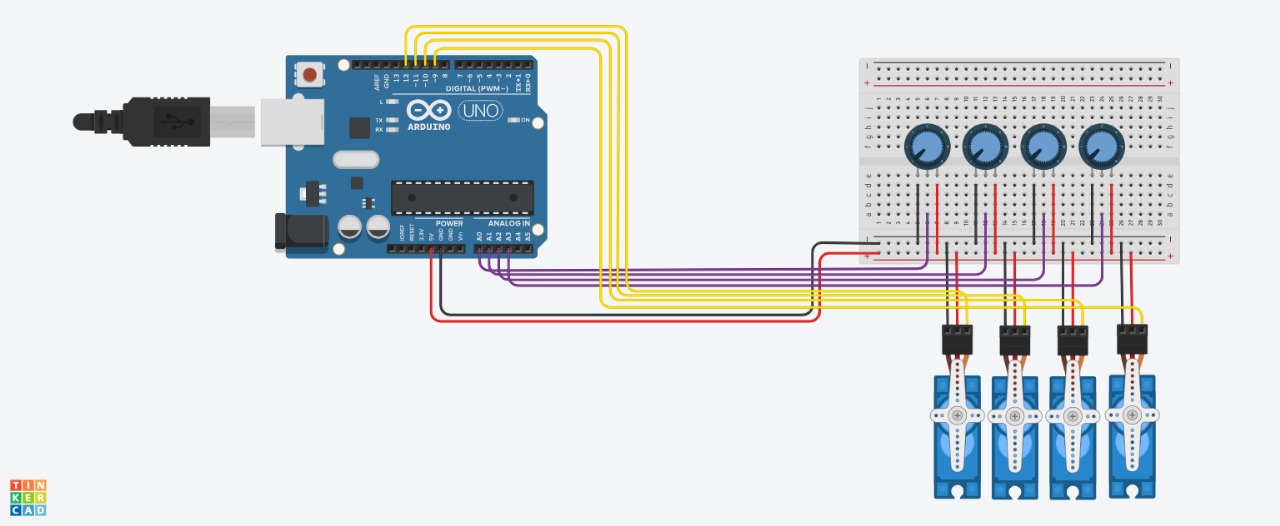 AREF
GND
13
12
~11
~10
~9
8
7
~6
~5
4
~3
2
TX→1
RX←0
DIGITAL (PWM~)
L
TX
RX
ARDUINO
UNO
ON
POWER
ANALOG IN
IOREF
RESET
3.3V
5V
GND
GND
Vin
A0
A1
A2
A3
A4
A5
j
i
h
g
f
e
d
c
b
a
TIN
KER
CAD